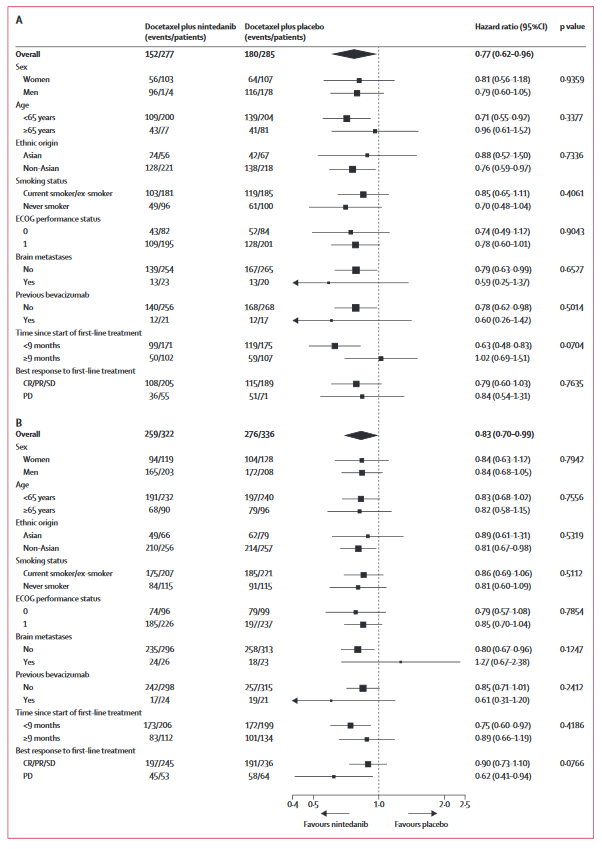 A
Docetaxel plus nintedanib (events/patients) Docetaxel plus placebo (events/patients) Hazard ratio (95%CI) p value
Overall 152/277 180/285 0·77 (0·62–0·96)
Sex
Women 56/103 64/107 0·81 (0·56–1·18) 0·9359
Men 96/174 116/178 0·79 (0·60–1·05)
Age
<65 years 109/200 139/204 0·71 (0·55–0·92) 0·3377
≥65 years 43/77 41/81 0·96 (0·61–1·52)
Ethnic origin
Asian 24/56 42/67 0·88 (0·52–1·50) 0·7336
Non-Asian 128/221 138/218 0·76 (0·59–0·97)
Smoking status
Current smoker/ex-smoker 103/181 119/185 0·85 (0·65–1·11) 0·4061
Never smoker 49/96 61/100 0·70 (0·48–1·04)
ECOG performance status
0 43/82 52/84 0·74 (0·49–1·12) 0·9043
1 109/195 128/201 0·78 (0·60–1·01)
Brain metastases
No 139/254 167/265 0·79 (0·63–0·99) 0·6527
Yes 13/23 13/20 0·59 (0·25–1·37)
Previous bevacizumab
No 140/256 168/268 0·78 (0·62–0·98) 0·5014
Yes 12/21 12/17 0·60 (0·26–1·42)
Time since start of first-line treatment
<9 months 99/171 119/175 0·63 (0·48–0·83) 0·0704
≥9 months 50/102 59/107 1·02 (0·69–1·51)
Best response to first-line treatment
CR/PR/SD 108/205 115/189 0·79 (0·60–1·03) 0·7635
PD 36/55 51/71 0·84 (0·54–1·31)
B
Overall 259/322 276/336 0·83 (0·70–0·99)
Sex
Women 94/119 104/128 0·84 (0·63–1·12) 0·7942
Men 165/203 172/208 0·84 (0·68–1·05)
Age
<65 years 191/232 197/240 0·83 (0·68–1·02) 0·7556
≥65 years 68/90 79/96 0·82 (0·58–1·15)
Ethnic origin
Asian 49/66 62/79 0·89 (0·61–1·31) 0·5319
Non-Asian 210/256 214/257 0·81 (0·67–0·98)
Smoking status
Current smoker/ex-smoker 175/207 185/221 0·86 (0·69–1·06) 0·5112
Never smoker 84/115 91/115 0·81 (0·60–1·09)
ECOG performance status
0 74/96 79/99 0·79 (0·57–1·08) 0·7854
1 185/226 197/237 0·85 (0·70–1·04)
Brain metastases
No 235/296 258/313 0·80 (0·67–0·96) 0·1247
Yes 24/26 18/23 1·27 (0·67–2·38)
Previous bevacizumab
No 242/298 257/315 0·85 (0·71–1·01) 0·2412
Yes 17/24 19/21 0·61 (0·31–1·20)
Time since start of first-line treatment
<9 months 173/206 172/199 0·75 (0·60–0·92) 0·4186
≥9 months 83/112 101/134 0·89 (0·66–1·19)
Best response to first-line treatment
CR/PR/SD 197/245 191/236 0·90 (0·73–1·10) 0·0766
PD 45/53 58/64 0·62 (0·41–0·94)
0·4 0·5 1·0 2·0 2·5
Favours nintedanib Favours placebo